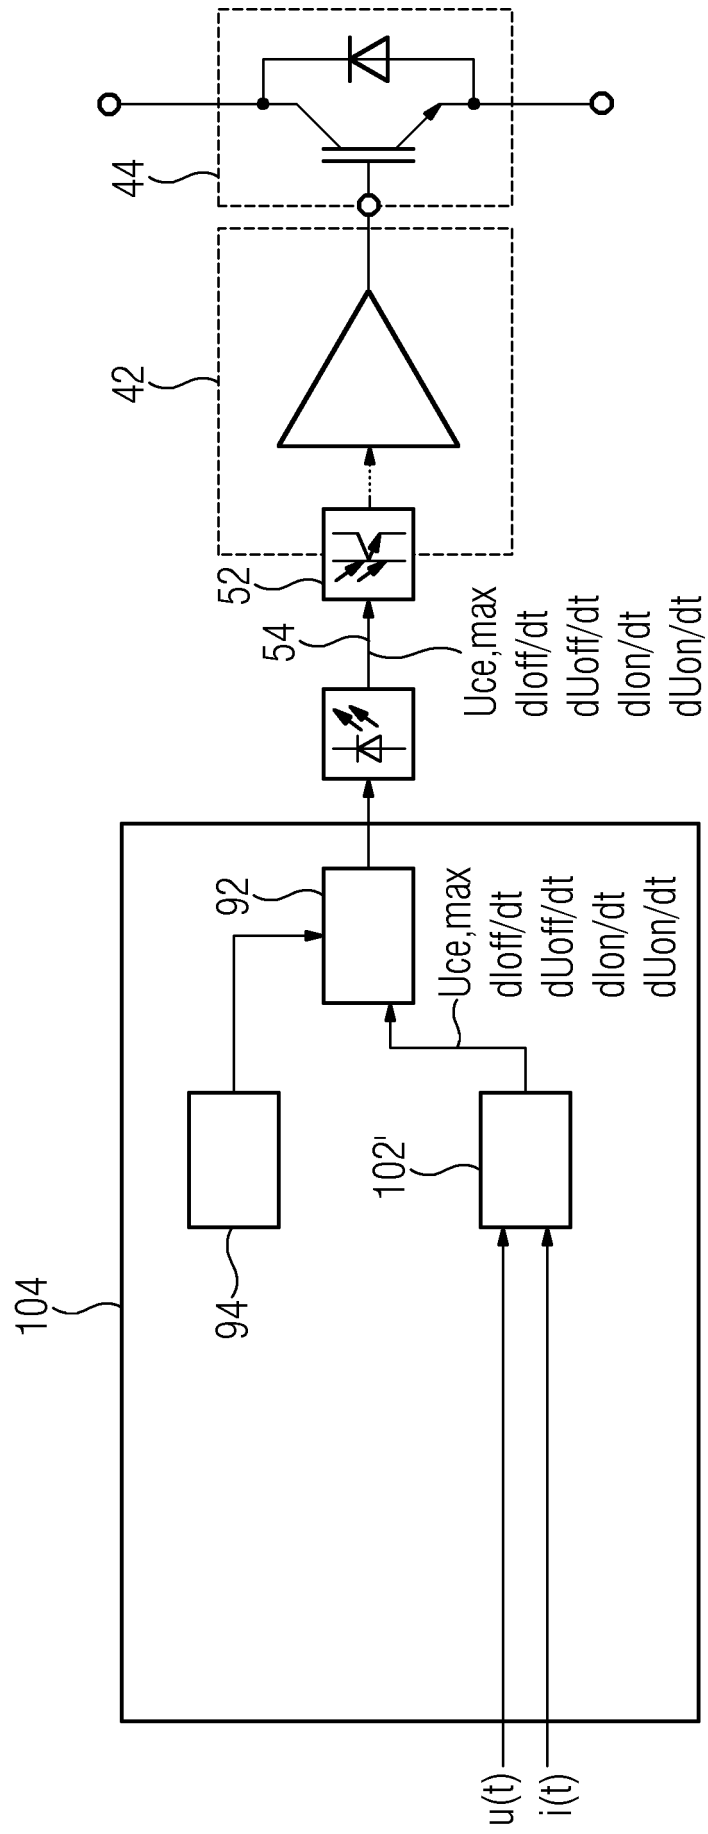 44
42
52
54
Uce,max
dIoff/dt
dUoff/dt
dIon/dt
dUon/dt
92
Uce,max
dIoff/dt
dUoff/dt
dIon/dt
dUon/dt
102'
94
104
u(t)
i(t)